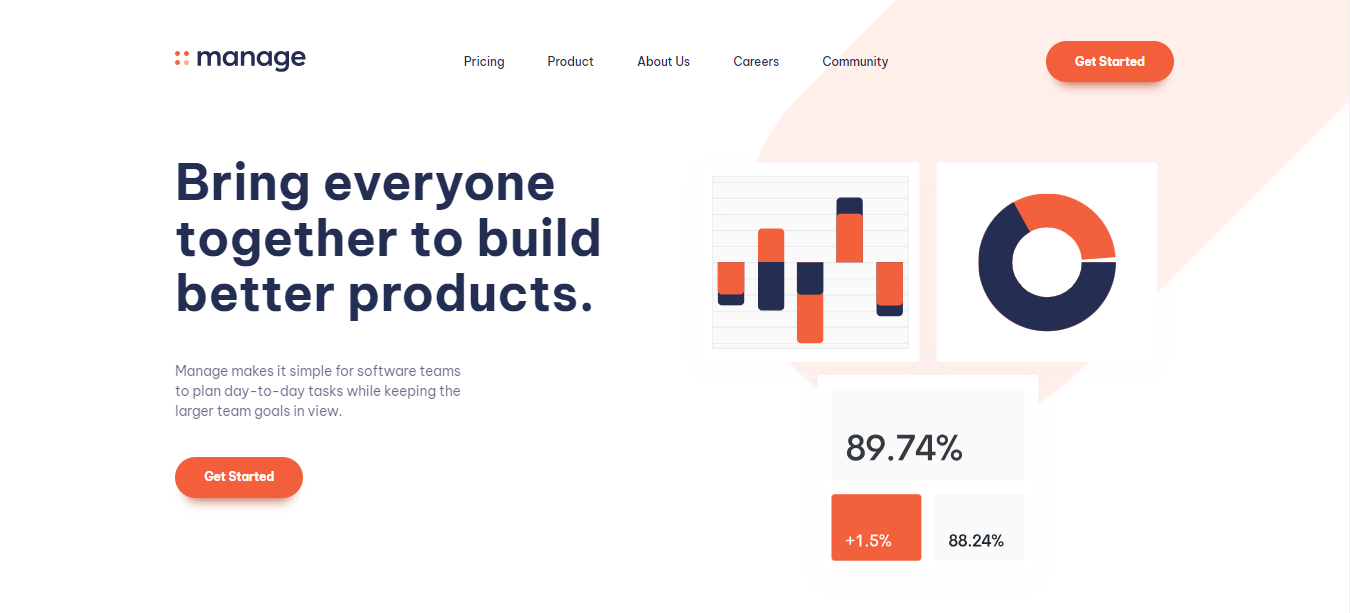 manage
Pricing
Product
About Us
Careers
Community
Get Started
Bring everyone
together to build
better products.
Manage makes it simple for software teams
to plan day-to-day tasks while keeping the
larger team goals in view.
Get Started
89.74%
+1.5%
88.24%